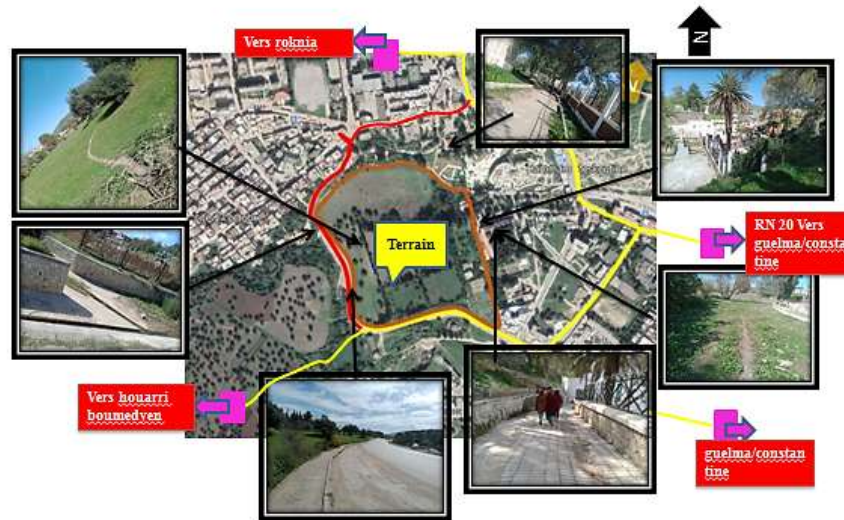 Vers roknia
N
RN 20 Vers
guelma/constan
tine
Terrain
Vers houarri
boumedyen
guelma/constan
tine